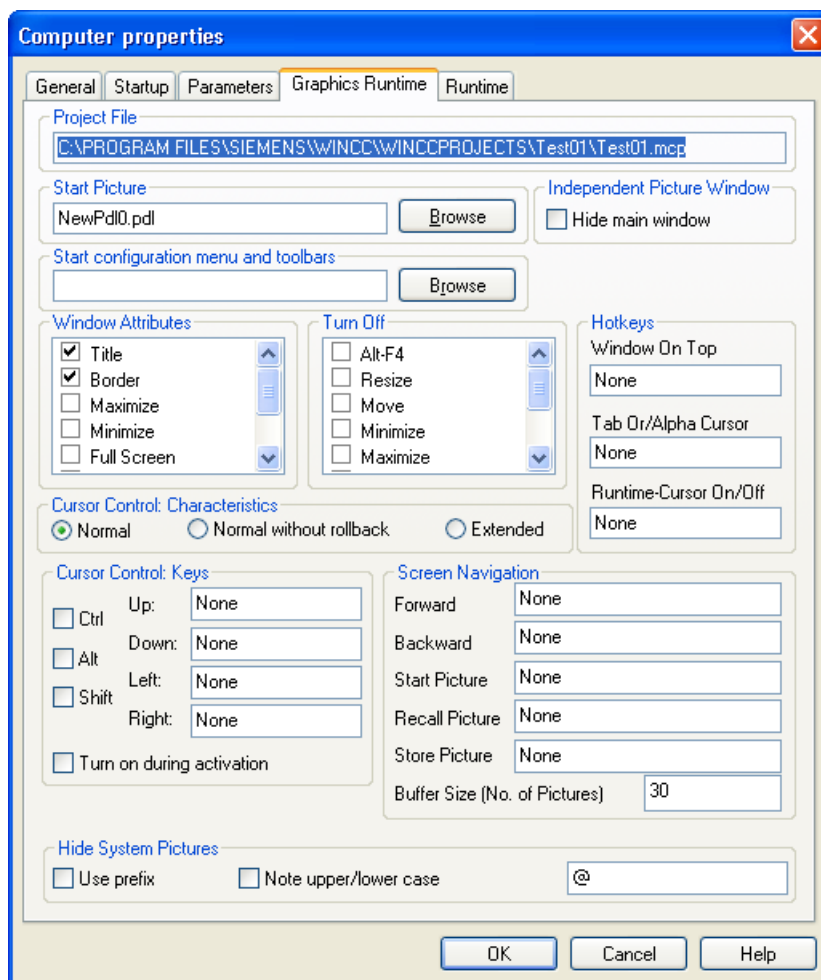 Computer properties
General Startup Parameters Graphics Runtime Runtime
Project File
C:\PROGRAM FILES\SIEMENS\WINCC\WINCCPROJECTS\Test01\Test01.mcp
Start Picture
NewPdl0.pdl
Browse
Independent Picture Window
Hide main window
Start configuration menu and toolbars
Browse
Window Attributes
Title
Border
Maximize
Minimize
Full Screen
Turn Off
Alt-F4
Resize
Move
Minimize
Maximize
Hotkeys
Window On Top
None
Tab Or/Alpha Cursor
None
Runtime-Cursor On/Off
None
Cursor Control: Characteristics
Normal Normal without rollback Extended
Cursor Control: Keys
Ctrl
Alt
Shift
Up: None
Down: None
Left: None
Right: None
Turn on during activation
Screen Navigation
Forward None
Backward None
Start Picture None
Recall Picture None
Store Picture None
Buffer Size (No. of Pictures) 30
Hide System Pictures
Use prefix Note upper/lower case @
OK Cancel Help